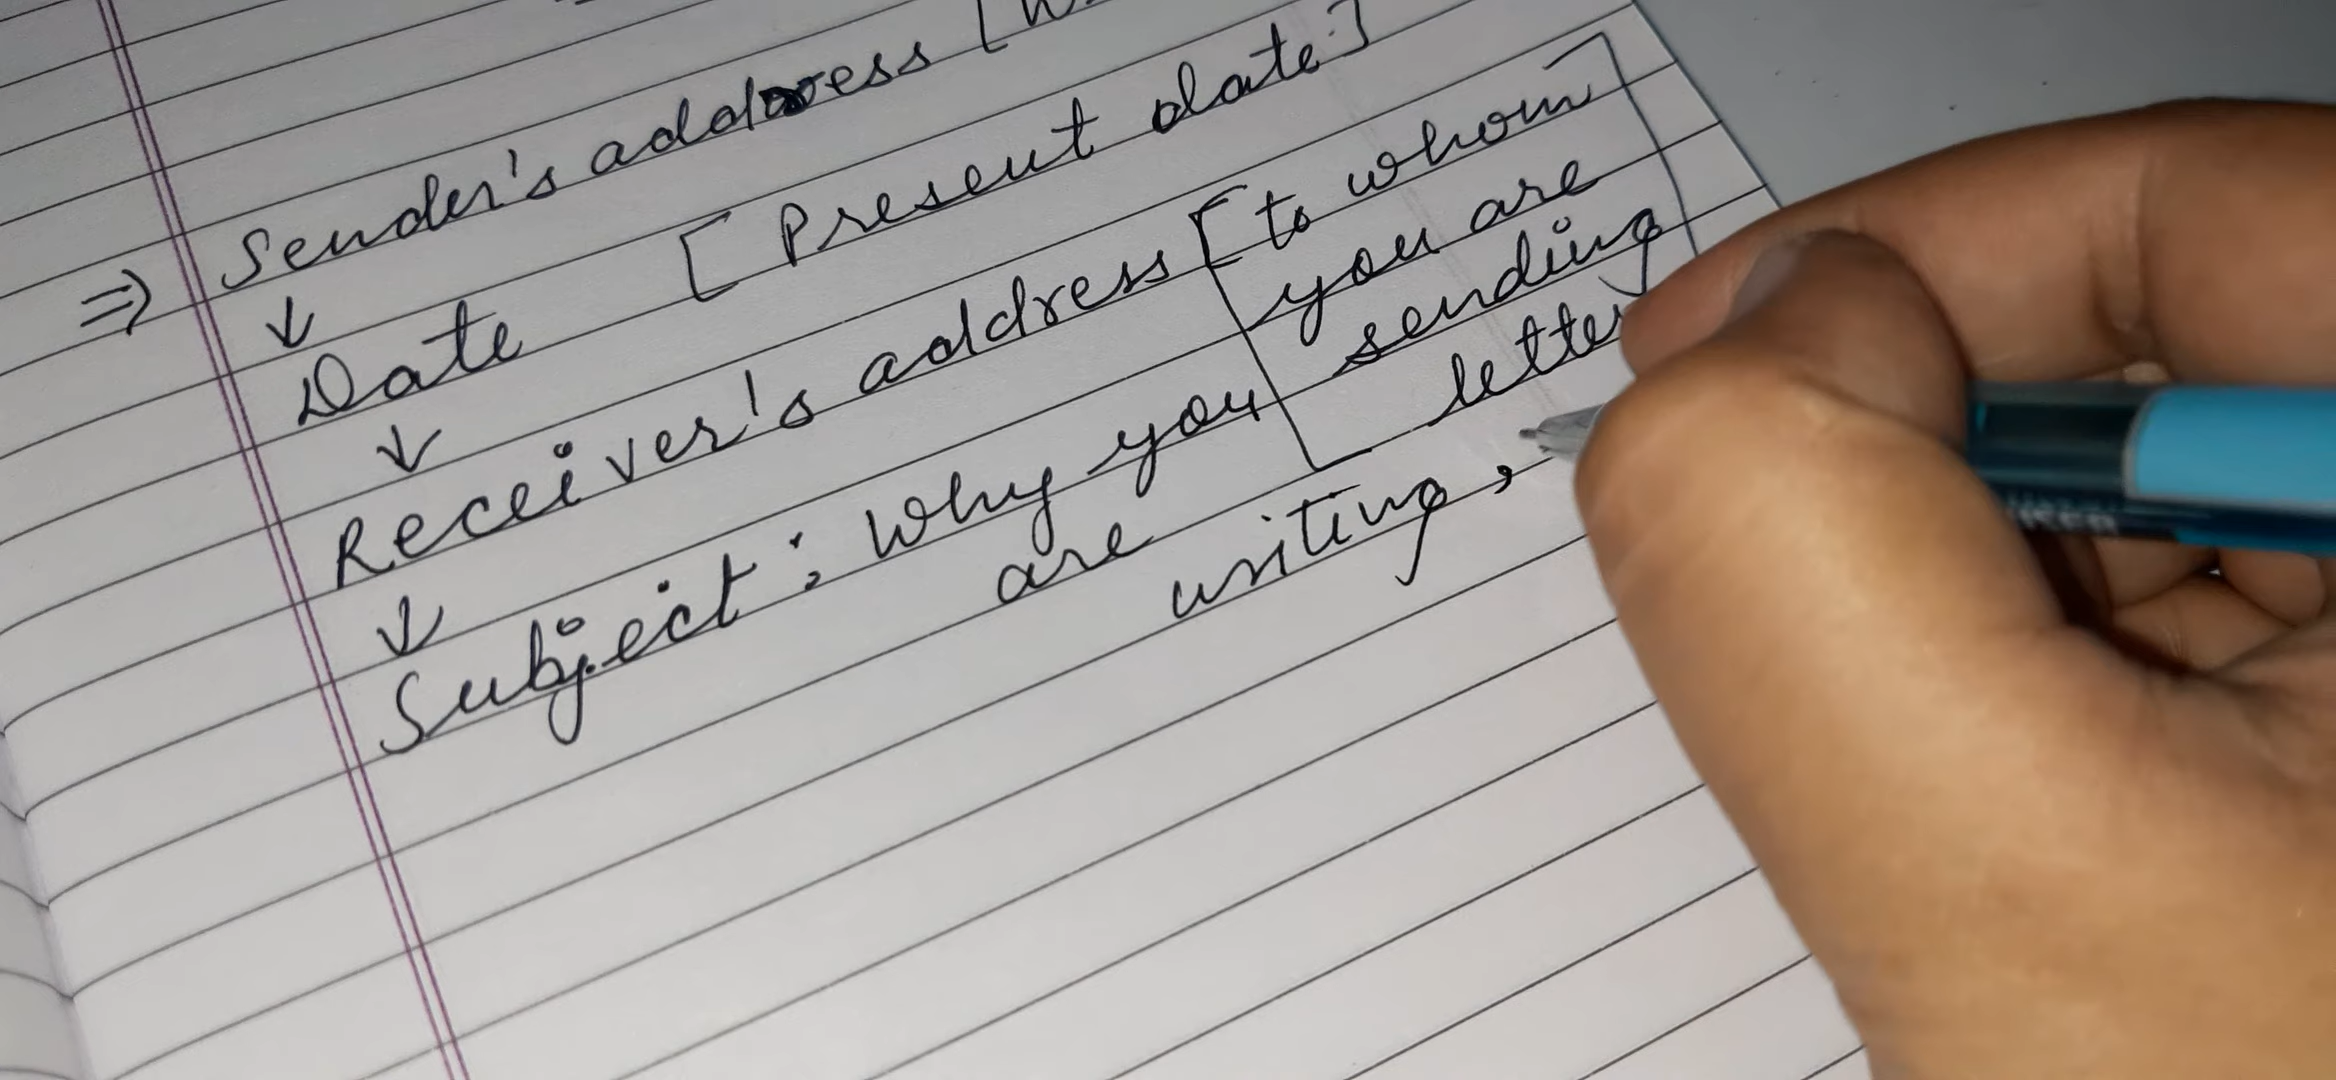 ⇒ Sender's address [
↓
Date [Present date.]
↓
Receiver's address [to whom
you are
sending
letter
↓
Subject : Why you
are
writing,